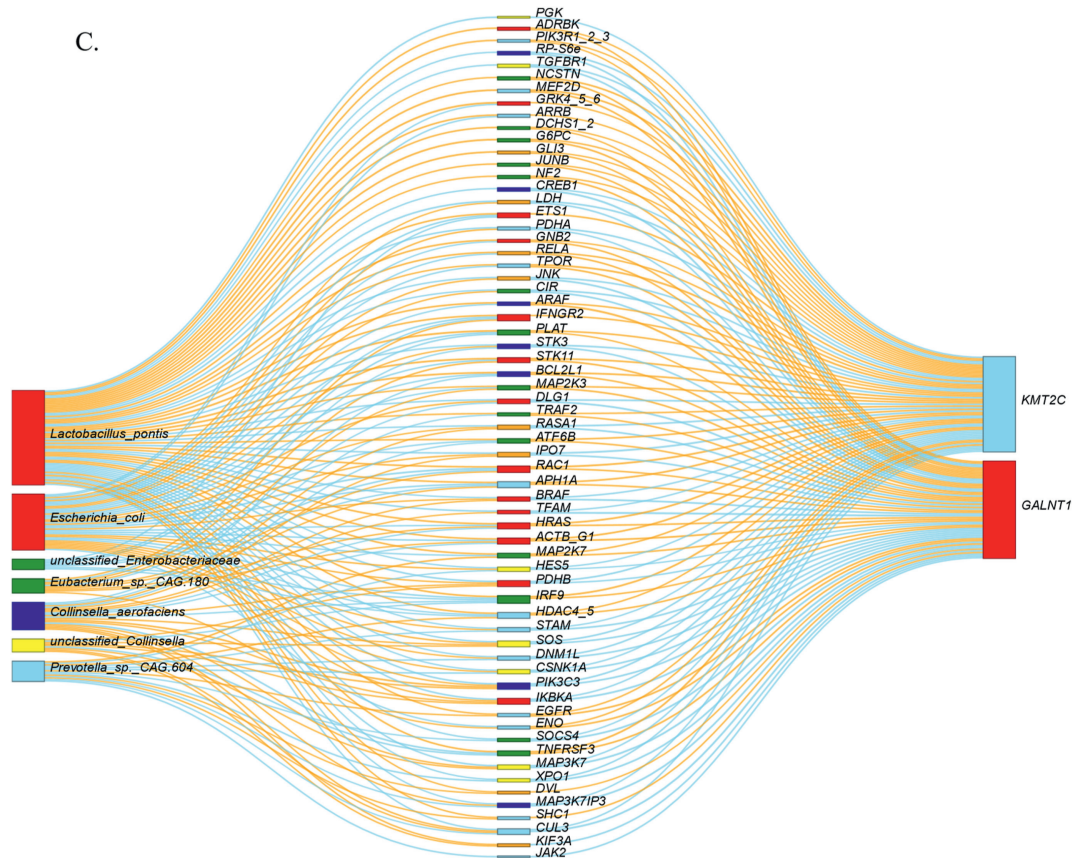 C.
PGK
ADRBK
PIK3R1_2_3
RP-S6e
TGFBR1
NCSTN
MEF2D
GRK4_5_6
ARRB
DCHS1_2
G6PC
GLI3
JUNB
NF2
CREB1
LDH
ETS1
PDHA
GNB2
RELA
TPOR
JNK
CIR
ARAF
IFNGR2
PLAT
STK3
STK11
BCL2L1
MAP2K3
DLG1
TRAF2
RASA1
ATF6B
IPO7
RAC1
APH1A
BRAF
TFAM
HRAS
ACTB_G1
MAP2K7
HES5
PDHB
IRF9
HDAC4_5
STAM
SOS
DNM1L
CSNK1A
PIK3C3
IKBKA
EGFR
ENO
SOCS4
TNFRSF3
MAP3K7
XPO1
DVL
MAP3K7IP3
SHC1
CUL3
KIF3A
JAK2
Lactobacillus_pontis
Escherichia_coli
unclassified_Enterobacteriaceae
Eubacterium_sp._CAG.180
Collinsella_aerofaciens
unclassified_Collinsella
Prevotella_sp._CAG.604
KMT2C
GALNT1